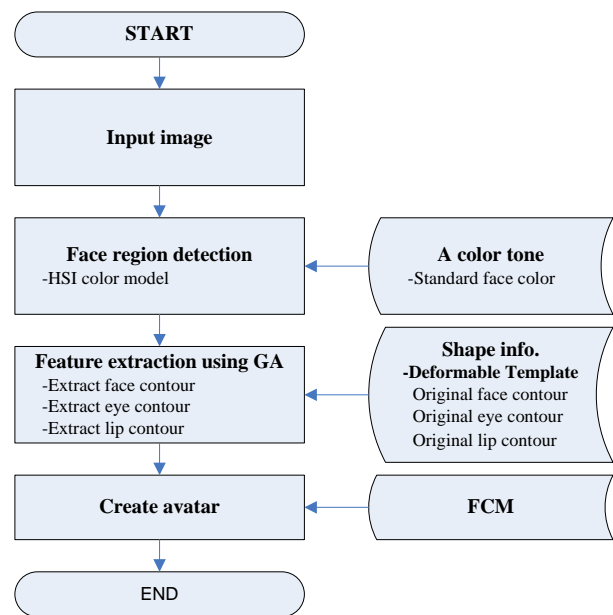 START
Input image
Face region detection
-HSI color model
A color tone
-Standard face color
Feature extraction using GA
-Extract face contour
-Extract eye contour
-Extract lip contour
Shape info.
-Deformable Template
Original face contour
Original eye contour
Original lip contour
Create avatar
FCM
END